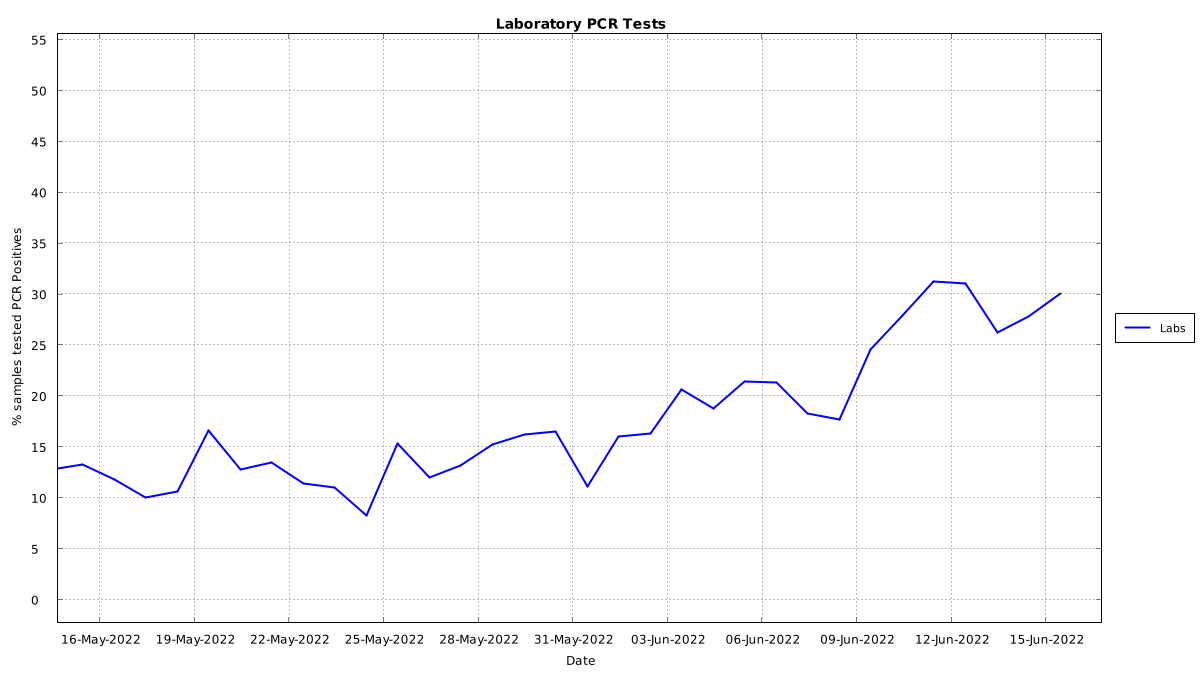 Laboratory PCR Tests
% samples tested PCR Positives
55
50
45
40
35
30
25
20
15
10
5
0
16-May-2022 19-May-2022 22-May-2022 25-May-2022 28-May-2022 31-May-2022 03-Jun-2022 06-Jun-2022 09-Jun-2022 12-Jun-2022 15-Jun-2022
Date
Labs